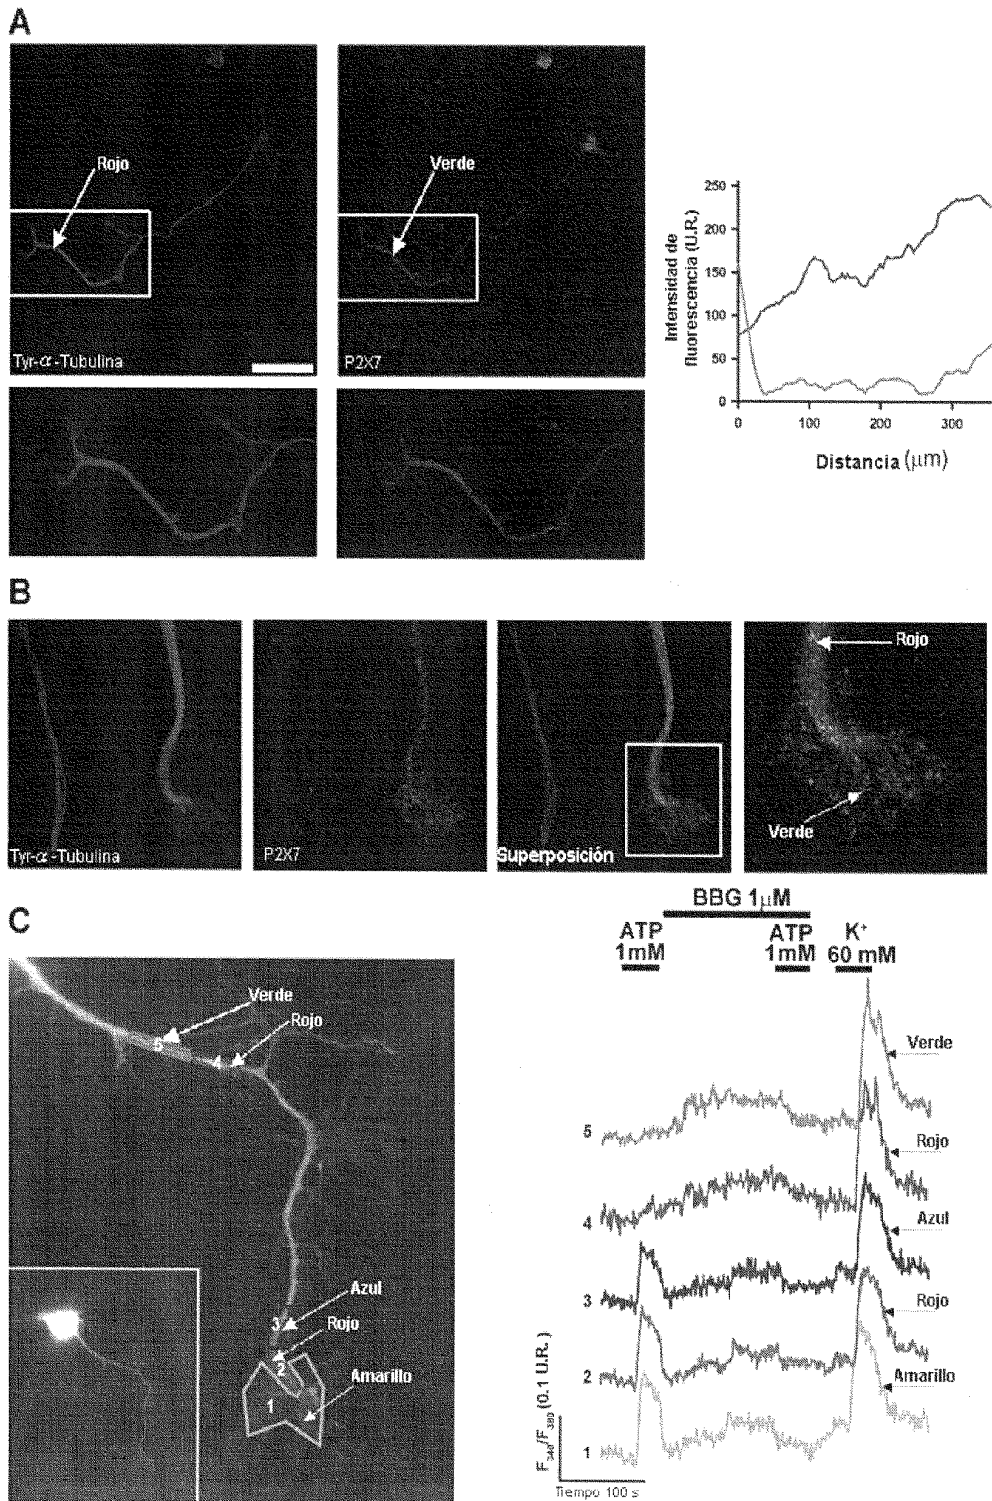 A
Rojo
Verde
Tyr-α-Tubulina
P2X7
Intensidad de
fluorescencia (U.R.)
250
200
150
100
50
0
0 100 200 300
Distancia (μm)
B
Tyr-α-Tubulina
P2X7
Superposición
Rojo
Verde
C
Verde
Rojo
5
4
Azul
3
Rojo
2
Amarillo
1
BBG 1μM
ATP
1mM
ATP
1mM
K+
60 mM
Verde
5
Rojo
4
Azul
3
Rojo
2
Amarillo
1
F340/F380 (0.1 U.R.)
Tiempo 100 s